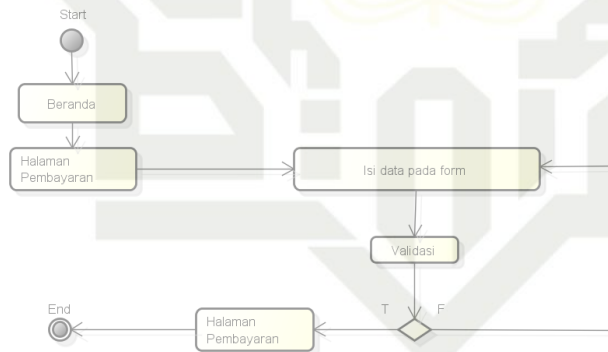 Start
Beranda
Halaman
Pembayaran
Isi data pada form
Validasi
T
F
End
Halaman
Pembayaran